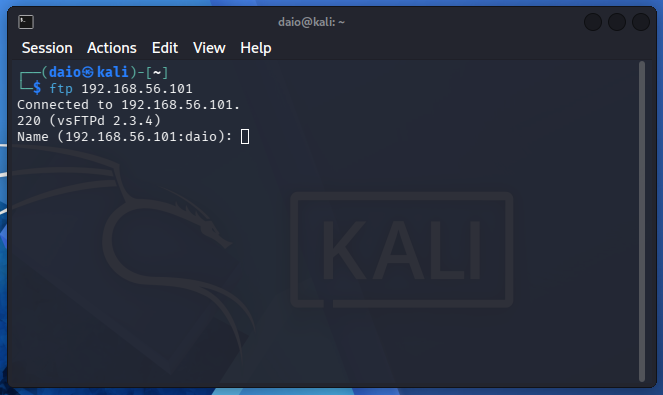 daio@kali: ~
Session Actions Edit View Help
┌──(daio㉿kali)-[~]
└─$ ftp 192.168.56.101
Connected to 192.168.56.101.
220 (vsFTPd 2.3.4)
Name (192.168.56.101:daio):
KALI